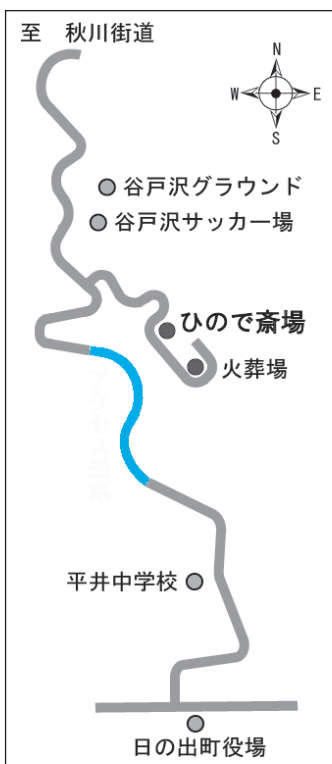 至　秋川街道
N
W E
S
谷戸沢グラウンド
谷戸沢サッカー場
ひので斎場
火葬場
平井中学校
日の出町役場